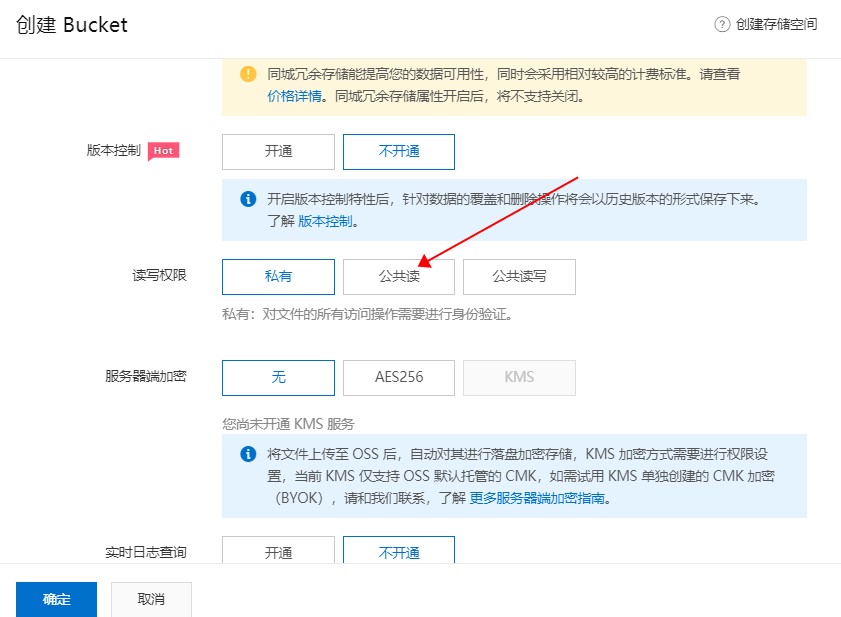 创建 Bucket
? 创建存储空间
同城冗余存储能提高您的数据可用性，同时会采用相对较高的计费标准。请查看
价格详情。同城冗余存储属性开启后，将不支持关闭。
版本控制 Hot 开通 不开通
开启版本控制特性后，针对数据的覆盖和删除操作将会以历史版本的形式保存下来。
了解 版本控制。
读写权限 私有 公共读 公共读写
私有：对文件的所有访问操作需要进行身份验证。
服务器端加密 无 AES256 KMS
您尚未开通 KMS 服务
将文件上传至 OSS 后，自动对其进行落盘加密存储，KMS 加密方式需要进行权限设
置，当前 KMS 仅支持 OSS 默认托管的 CMK，如需试用 KMS 单独创建的 CMK 加密
（BYOK），请和我们联系，了解 更多服务器端加密指南。
实时日志查询 开通 不开通
确定 取消